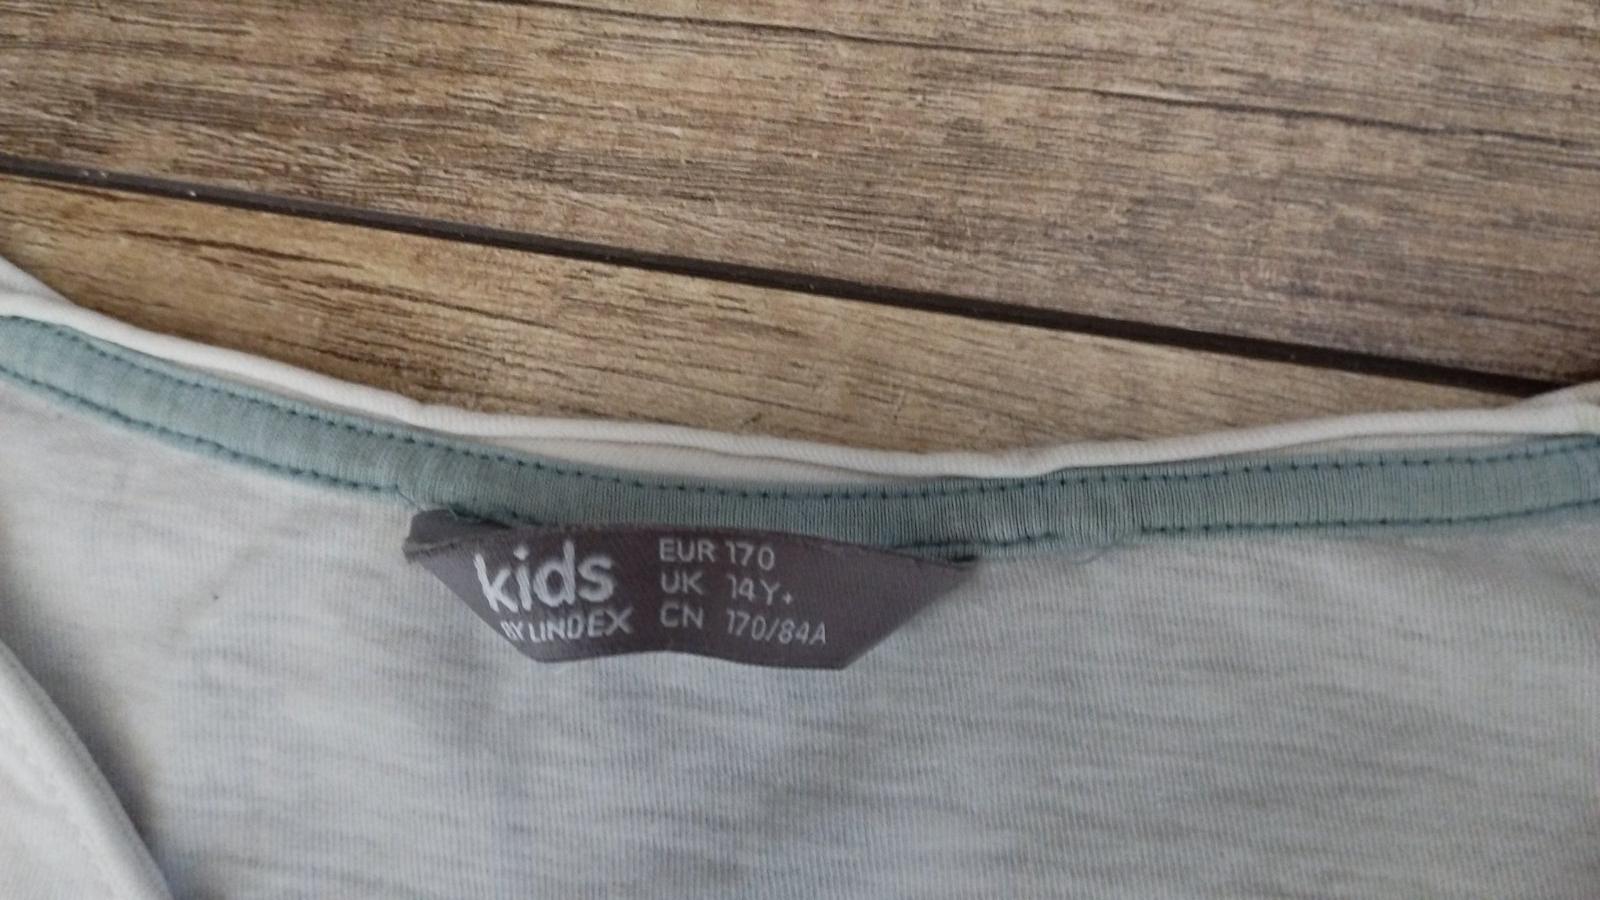 kids
BY LINDEX
EUR 170
UK 14Y+
CN 170/84A